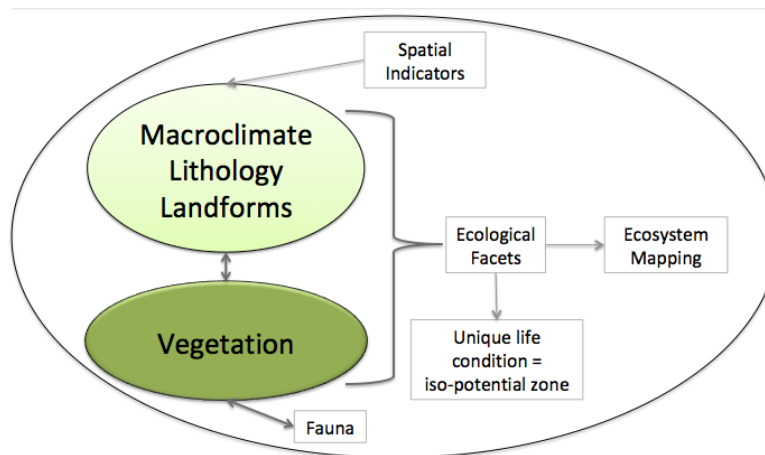 Spatial
Indicators
Macroclimate
Lithology
Landforms
Ecological
Facets
Ecosystem
Mapping
Vegetation
Unique life
condition =
iso-potential zone
Fauna